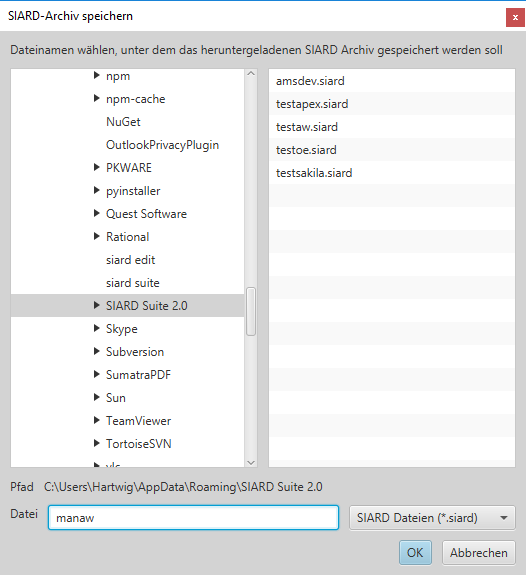 SIARD-Archiv speichern
x
Dateinamen wählen, unter dem das heruntergeladenen SIARD Archiv gespeichert werden soll
npm
npm-cache
NuGet
OutlookPrivacyPlugin
PKWARE
pyinstaller
Quest Software
Rational
siard edit
siard suite
SIARD Suite 2.0
Skype
Subversion
SumatraPDF
Sun
TeamViewer
TortoiseSVN
vlc
amsdev.siard
testapex.siard
testaw.siard
testoe.siard
testsakila.siard
Pfad C:\Users\Hartwig\AppData\Roaming\SIARD Suite 2.0
Datei manaw SIARD Dateien (*.siard)
OK Abbrechen